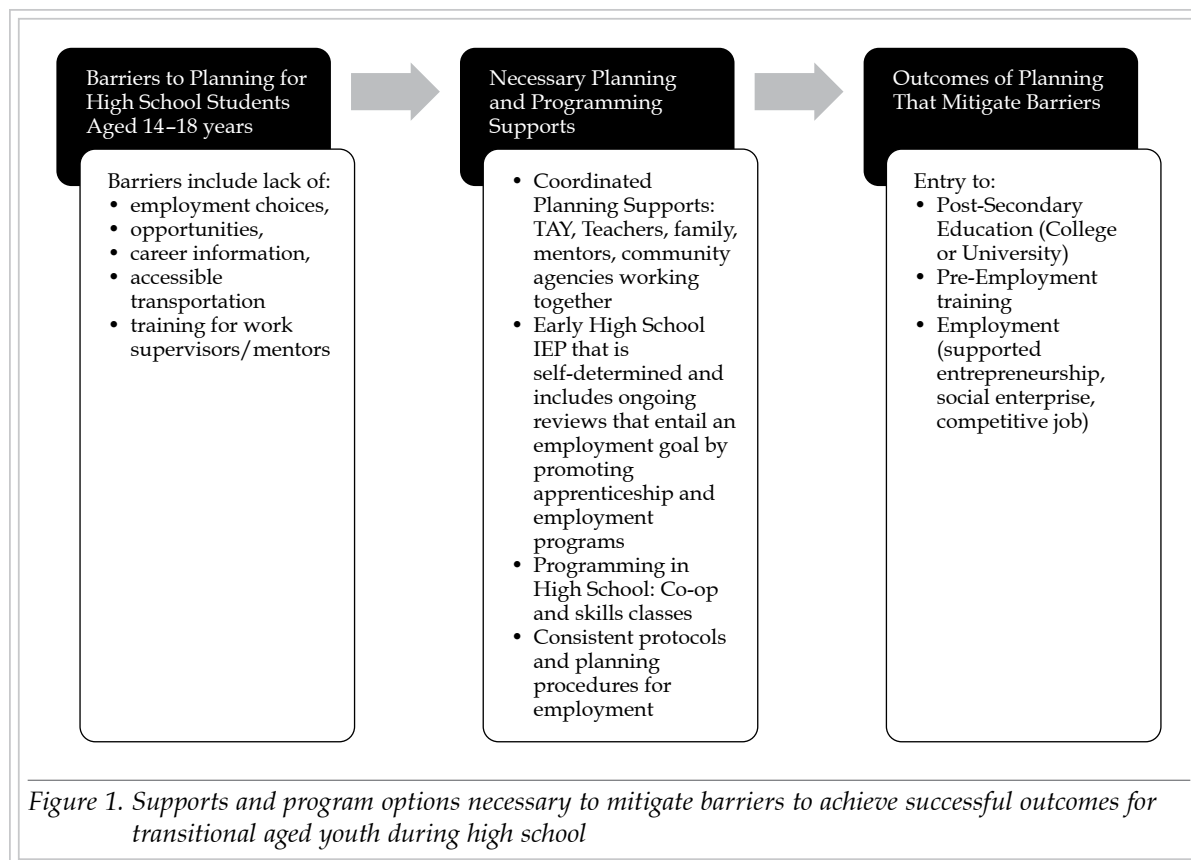 Barriers to Planning for
High School Students
Aged 14–18 years
Barriers include lack of:
• employment choices,
• opportunities,
• career information,
• accessible
transportation
• training for work
supervisors/mentors
Necessary Planning
and Programming
Supports
• Coordinated
Planning Supports:
TAY, Teachers, family,
mentors, community
agencies working
together
• Early High School
IEP that is
self-determined and
includes ongoing
reviews that entail an
employment goal by
promoting
apprenticeship and
employment
programs
• Programming in
High School: Co-op
and skills classes
• Consistent protocols
and planning
procedures for
employment
Outcomes of Planning
That Mitigate Barriers
Entry to:
• Post-Secondary
Education (College
or University)
• Pre-Employment
training
• Employment
(supported
entrepreneurship,
social enterprise,
competitive job)
Figure 1. Supports and program options necessary to mitigate barriers to achieve successful outcomes for
transitional aged youth during high school